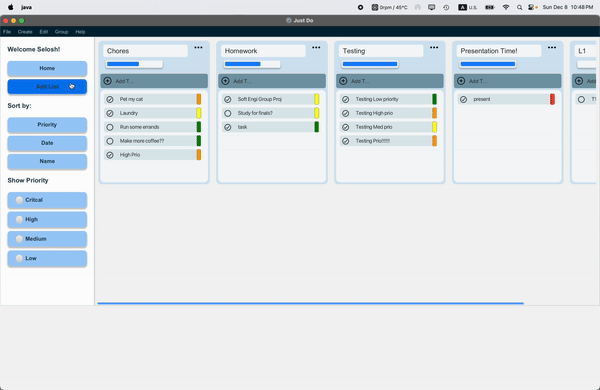 java
0rpm / 45°C
A
U.S.
Sun Dec 8 10:48 PM
Just Do
File Create Edit Group Help
Welcome Selosh!
Home
Add List
Sort by:
Priority
Date
Name
Show Priority
Critcal
High
Medium
Low
Chores
•••
Add T…
Pet my cat
Laundry
Run some errands
Make more coffee??
High Prio
Homework
•••
Add T…
Soft Engi Group Proj
Study for finals?
task
Testing
•••
Add T…
Testing Low priority
Testing High prio
Testing Med prio
Testing Prio!!!!!
Presentation Time!
•••
Add T…
present
L1
Add